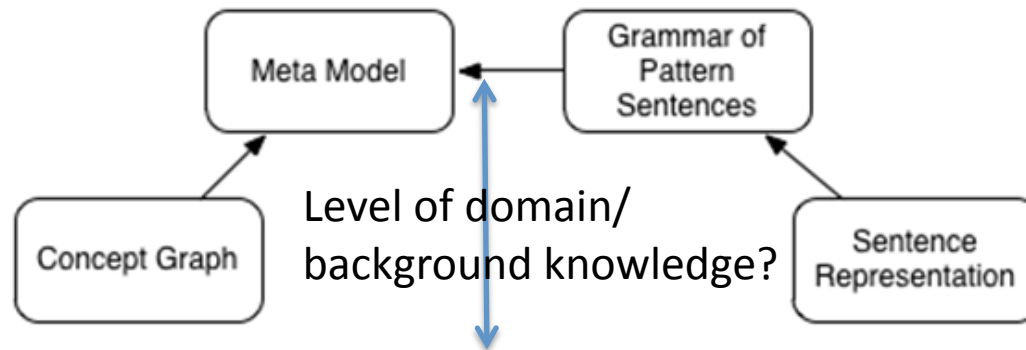 Meta Model
Grammar of
Pattern
Sentences
Concept Graph
Level of domain/
background knowledge?
Sentence
Representation